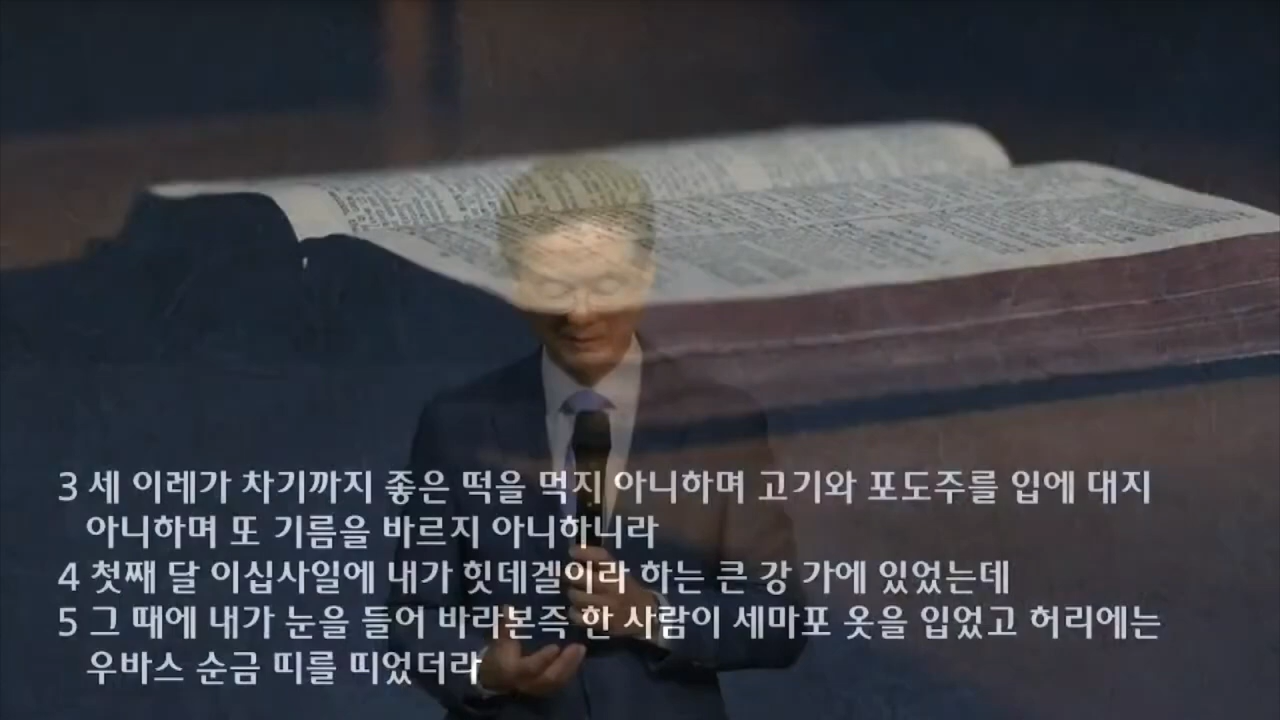 3 세 이레가 차기까지 좋은 떡을 먹지 아니하며 고기와 포도주를 입에 대지
아니하며 또 기름을 바르지 아니하니라
4 첫째 달 이십사일에 내가 힛데겔이라 하는 큰 강 가에 있었는데
5 그 때에 내가 눈을 들어 바라본즉 한 사람이 세마포 옷을 입었고 허리에는
우바스 순금 띠를 띠었더라